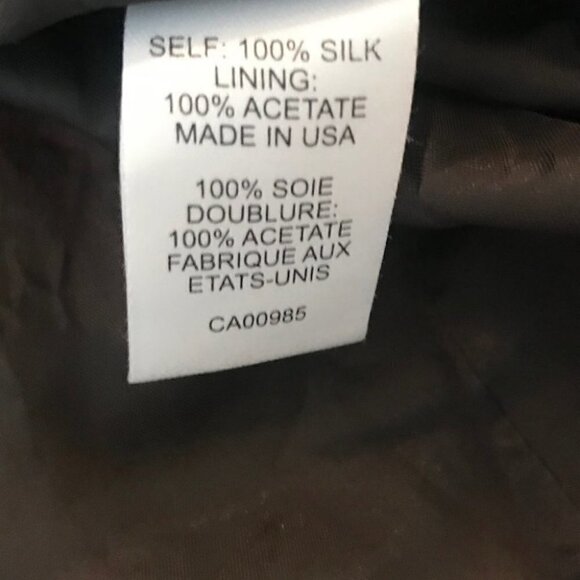 SELF: 100% SILK
LINING:
100% ACETATE
MADE IN USA
100% SOIE
DOUBLURE:
100% ACETATE
FABRIQUE AUX
ETATS-UNIS
CA00985